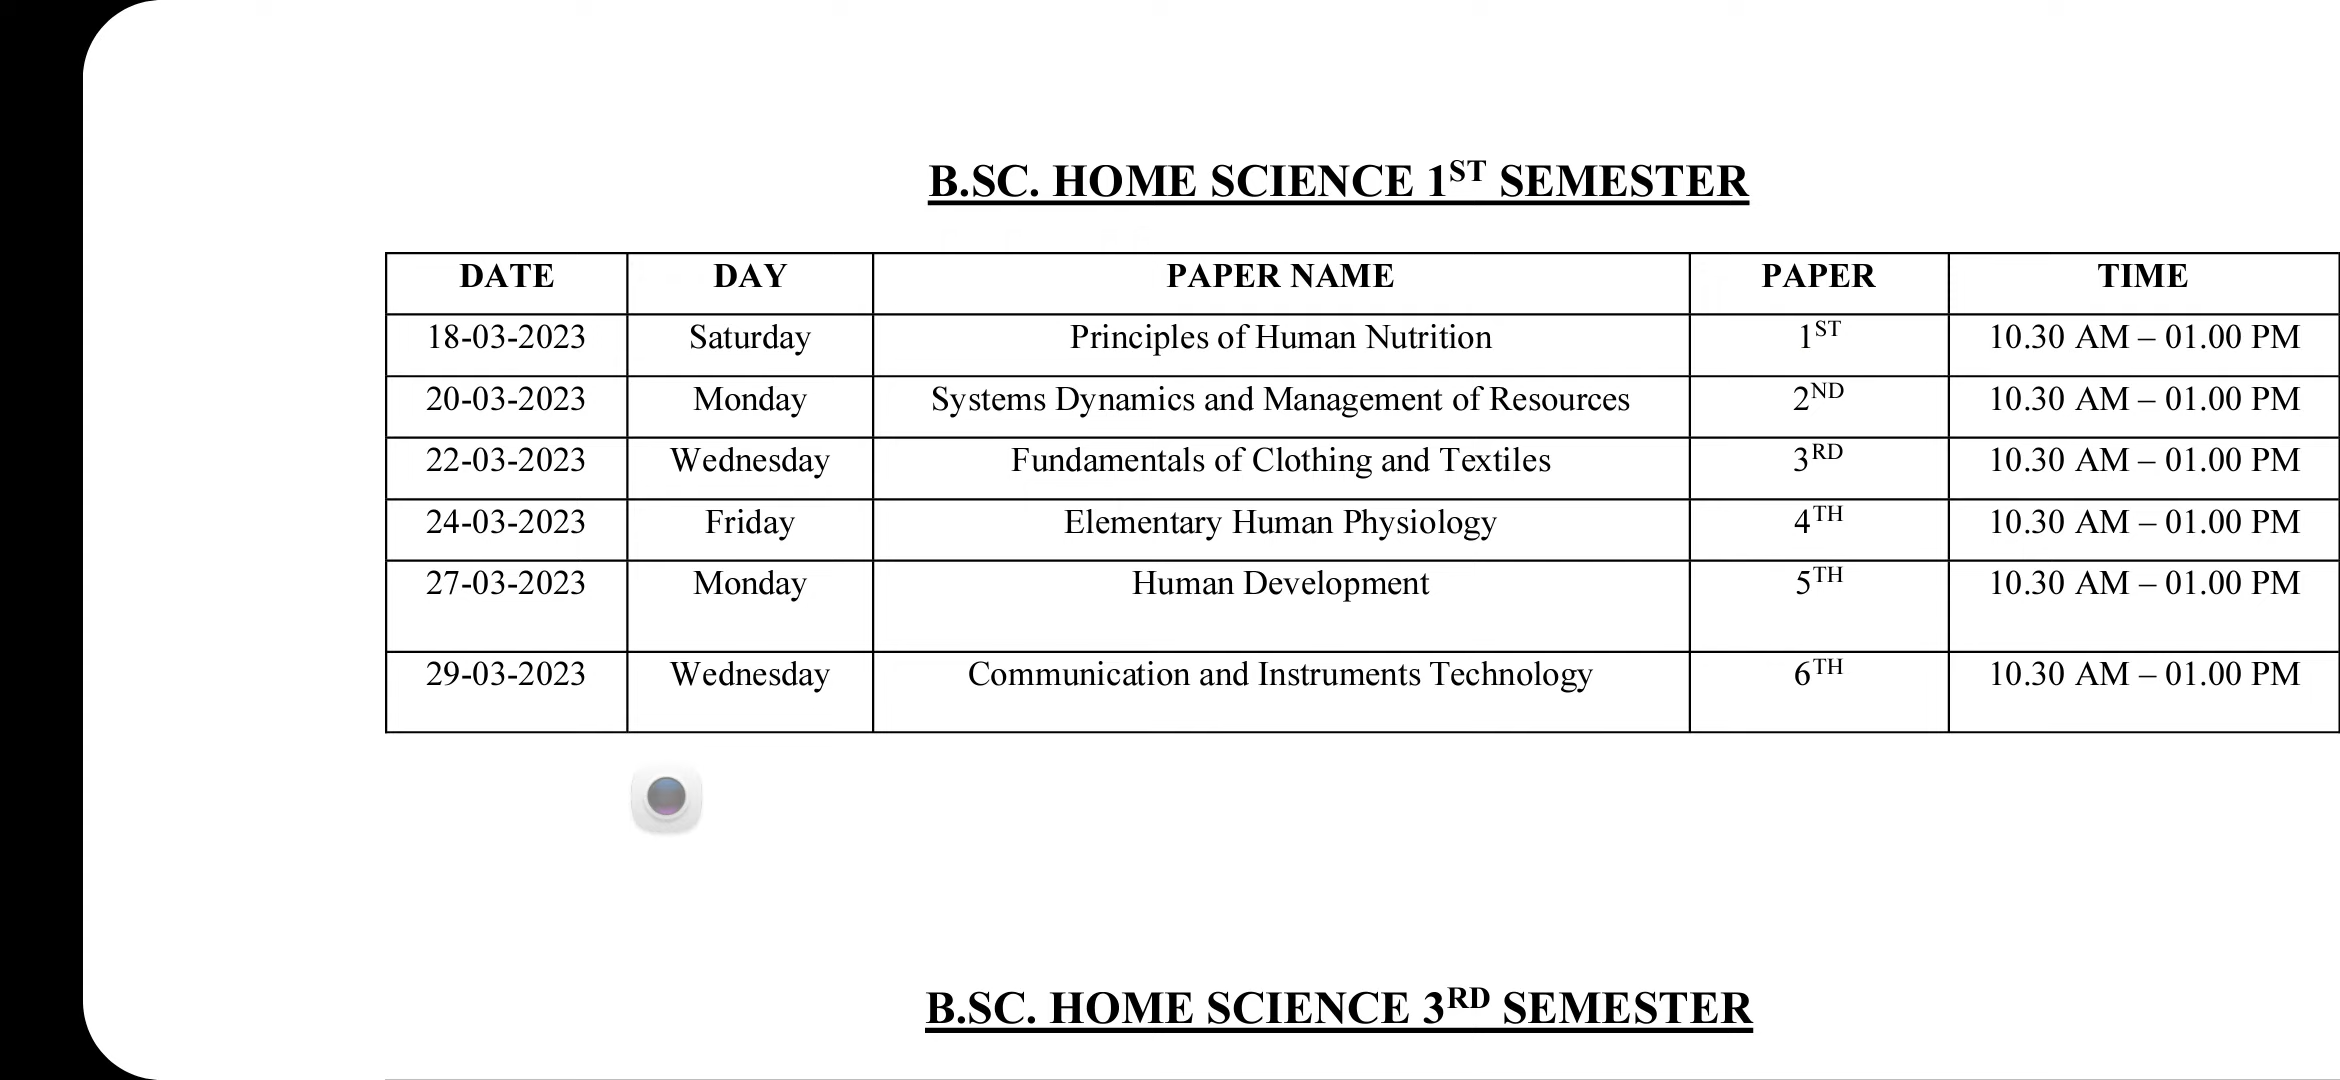 B.SC. HOME SCIENCE 1ST SEMESTER
DATE DAY PAPER NAME PAPER TIME
18-03-2023 Saturday Principles of Human Nutrition 1ST 10.30 AM – 01.00 PM
20-03-2023 Monday Systems Dynamics and Management of Resources 2ND 10.30 AM – 01.00 PM
22-03-2023 Wednesday Fundamentals of Clothing and Textiles 3RD 10.30 AM – 01.00 PM
24-03-2023 Friday Elementary Human Physiology 4TH 10.30 AM – 01.00 PM
27-03-2023 Monday Human Development 5TH 10.30 AM – 01.00 PM
29-03-2023 Wednesday Communication and Instruments Technology 6TH 10.30 AM – 01.00 PM
B.SC. HOME SCIENCE 3RD SEMESTER